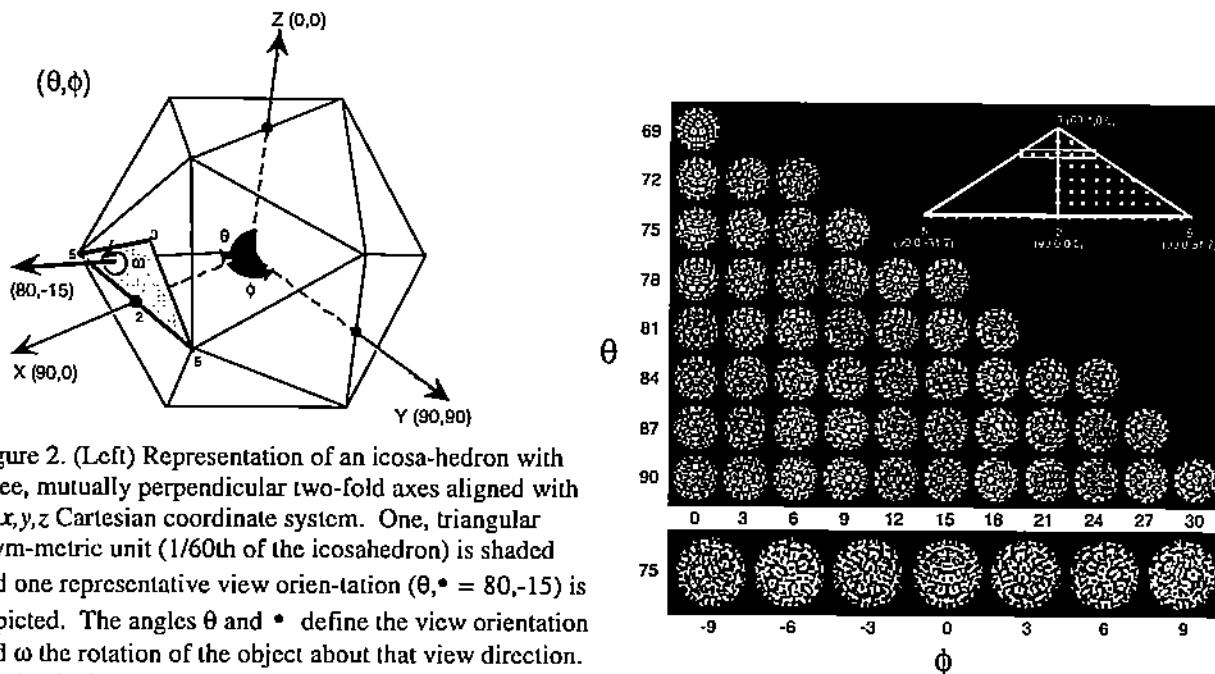 Z (0,0)
(θ,ϕ)
θ
ϕ
5
3
ω
2
5
(80,-15)
X (90,0)
Y (90,90)
gure 2. (Left) Representation of an icosa-hedron with
ee, mutually perpendicular two-fold axes aligned with
x,y,z Cartesian coordinate system. One, triangular
ym-metric unit (1/60th of the icosahedron) is shaded
d one representative view orien-tation (θ,• = 80,-15) is
picted. The angles θ and • define the view orientation
d ω the rotation of the object about that view direction.
69
72
75
78
81
84
87
90
θ
0 3 6 9 12 15 18 21 24 27 30
75
-9 -6 -3 0 3 6 9
ϕ